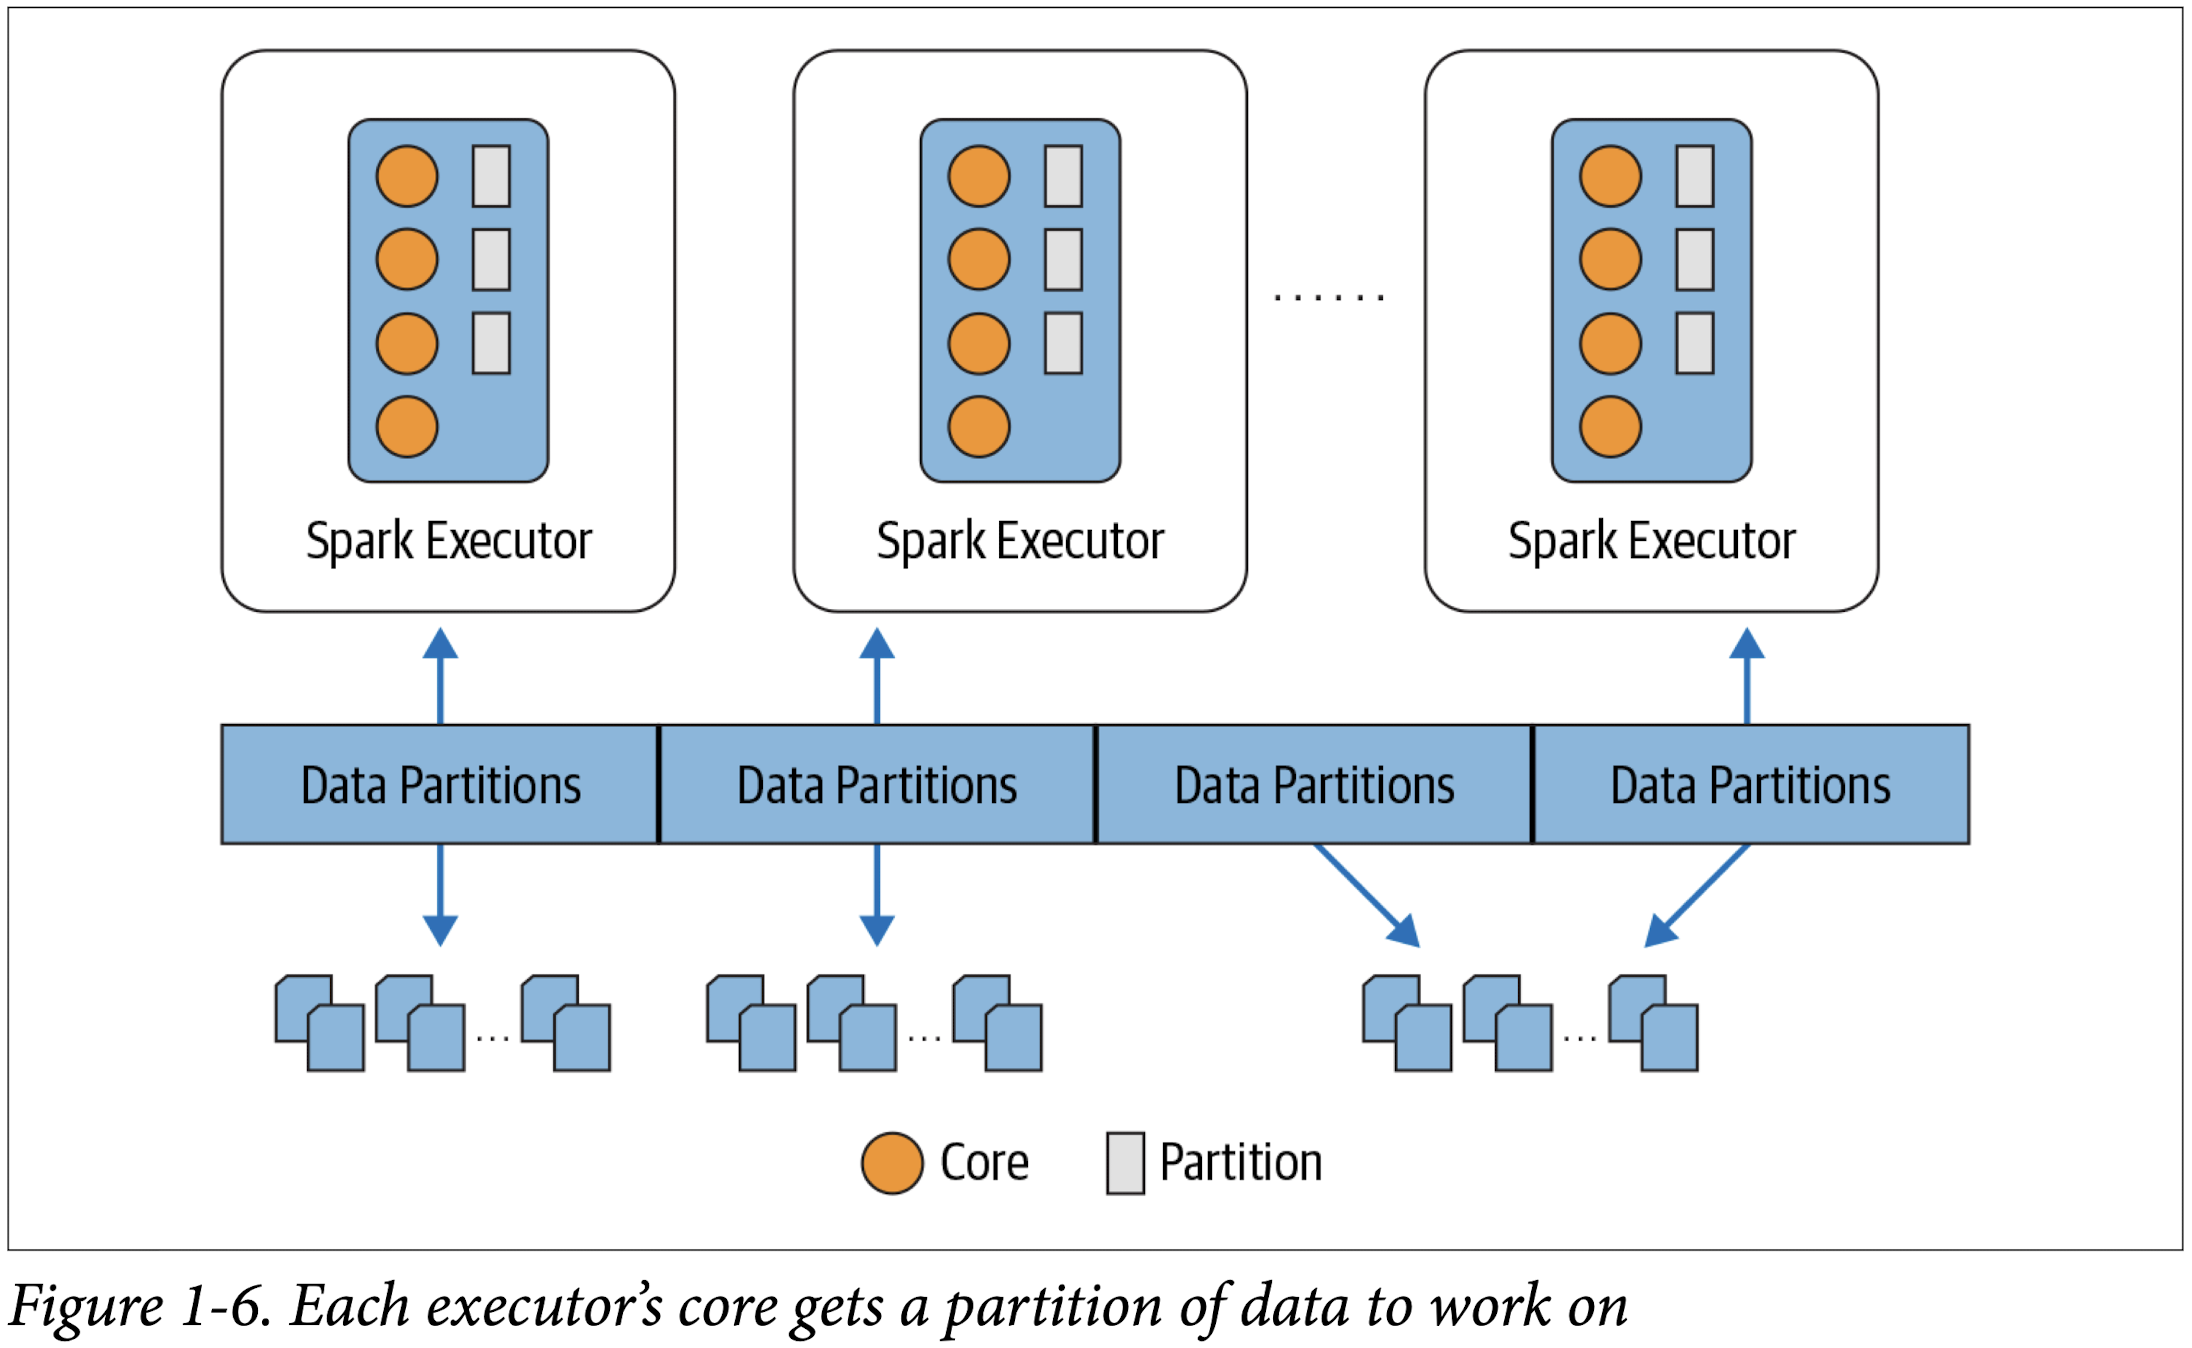 Spark Executor
Spark Executor
......
Spark Executor
Data Partitions
Data Partitions
Data Partitions
Data Partitions
...
...
...
Core
Partition
Figure 1-6. Each executor’s core gets a partition of data to work on